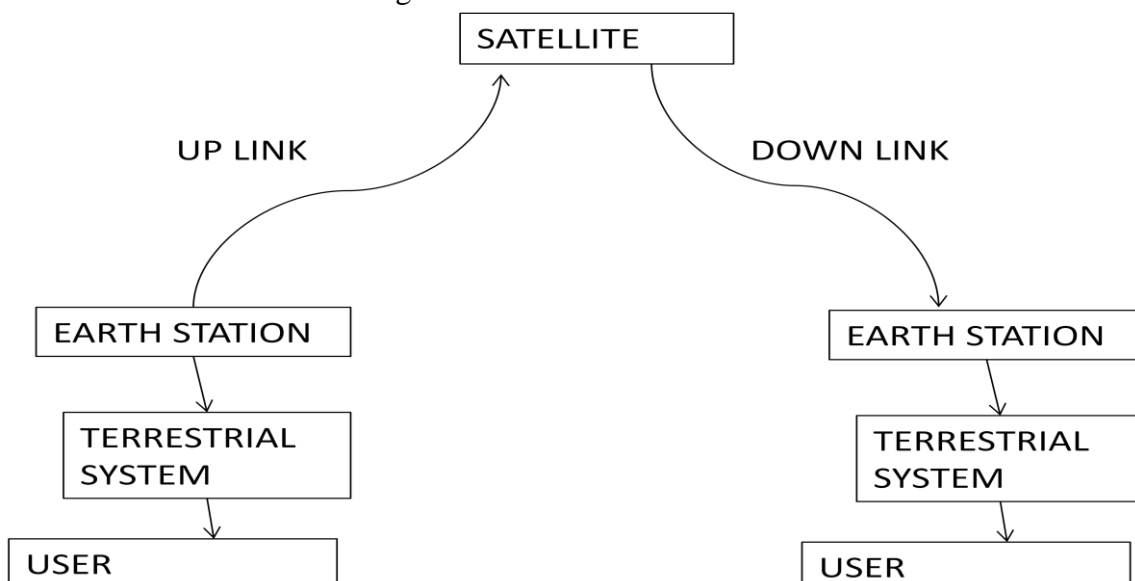 SATELLITE
UP LINK
DOWN LINK
EARTH STATION
EARTH STATION
TERRESTRIAL
SYSTEM
TERRESTRIAL
SYSTEM
USER
USER